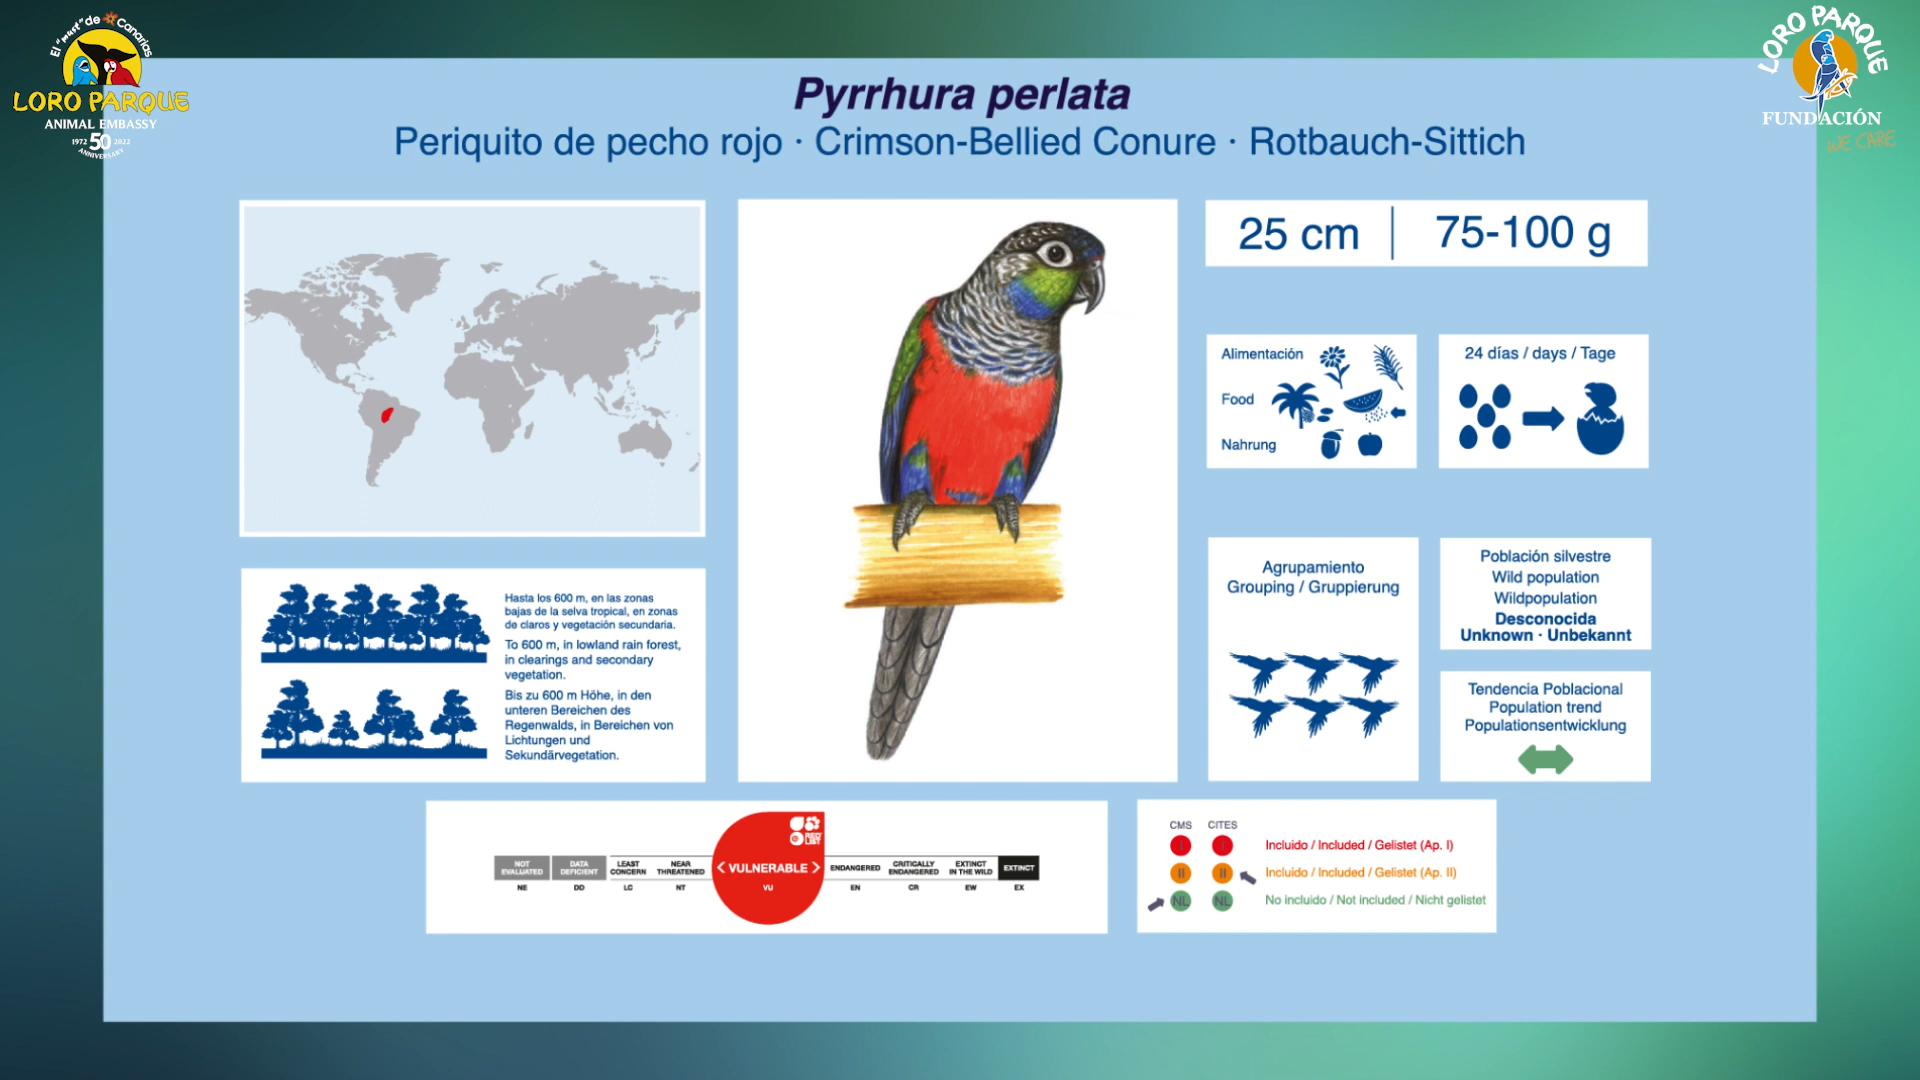 El "must" de Canarias
LORO PARQUE
ANIMAL EMBASSY
1972 50 2022
ANNIVERSARY
LORO PARQUE
FUNDACIÓN
WE CARE
Pyrrhura perlata
Periquito de pecho rojo · Crimson-Bellied Conure · Rotbauch-Sittich
25 cm | 75-100 g
Alimentación
Food
Nahrung
24 días / days / Tage
Hasta los 600 m, en las zonas
bajas de la selva tropical, en zonas
de claros y vegetación secundaria.
To 600 m, in lowland rain forest,
in clearings and secondary
vegetation.
Bis zu 600 m Höhe, in den
unteren Bereichen des
Regenwalds, in Bereichen von
Lichtungen und
Sekundärvegetation.
Agrupamiento
Grouping / Gruppierung
Población silvestre
Wild population
Wildpopulation
Desconocida
Unknown · Unbekannt
Tendencia Poblacional
Population trend
Populationsentwicklung
NOT EVALUATED
NE
DATA DEFICIENT
DD
LEAST CONCERN
LC
NEAR THREATENED
NT
< VULNERABLE >
VU
ENDANGERED
EN
CRITICALLY ENDANGERED
CR
EXTINCT IN THE WILD
EW
EXTINCT
EX
CMS CITES
I I Incluido / Included / Gelistet (Ap. I)
II II Incluido / Included / Gelistet (Ap. II)
NL NL No incluido / Not included / Nicht gelistet